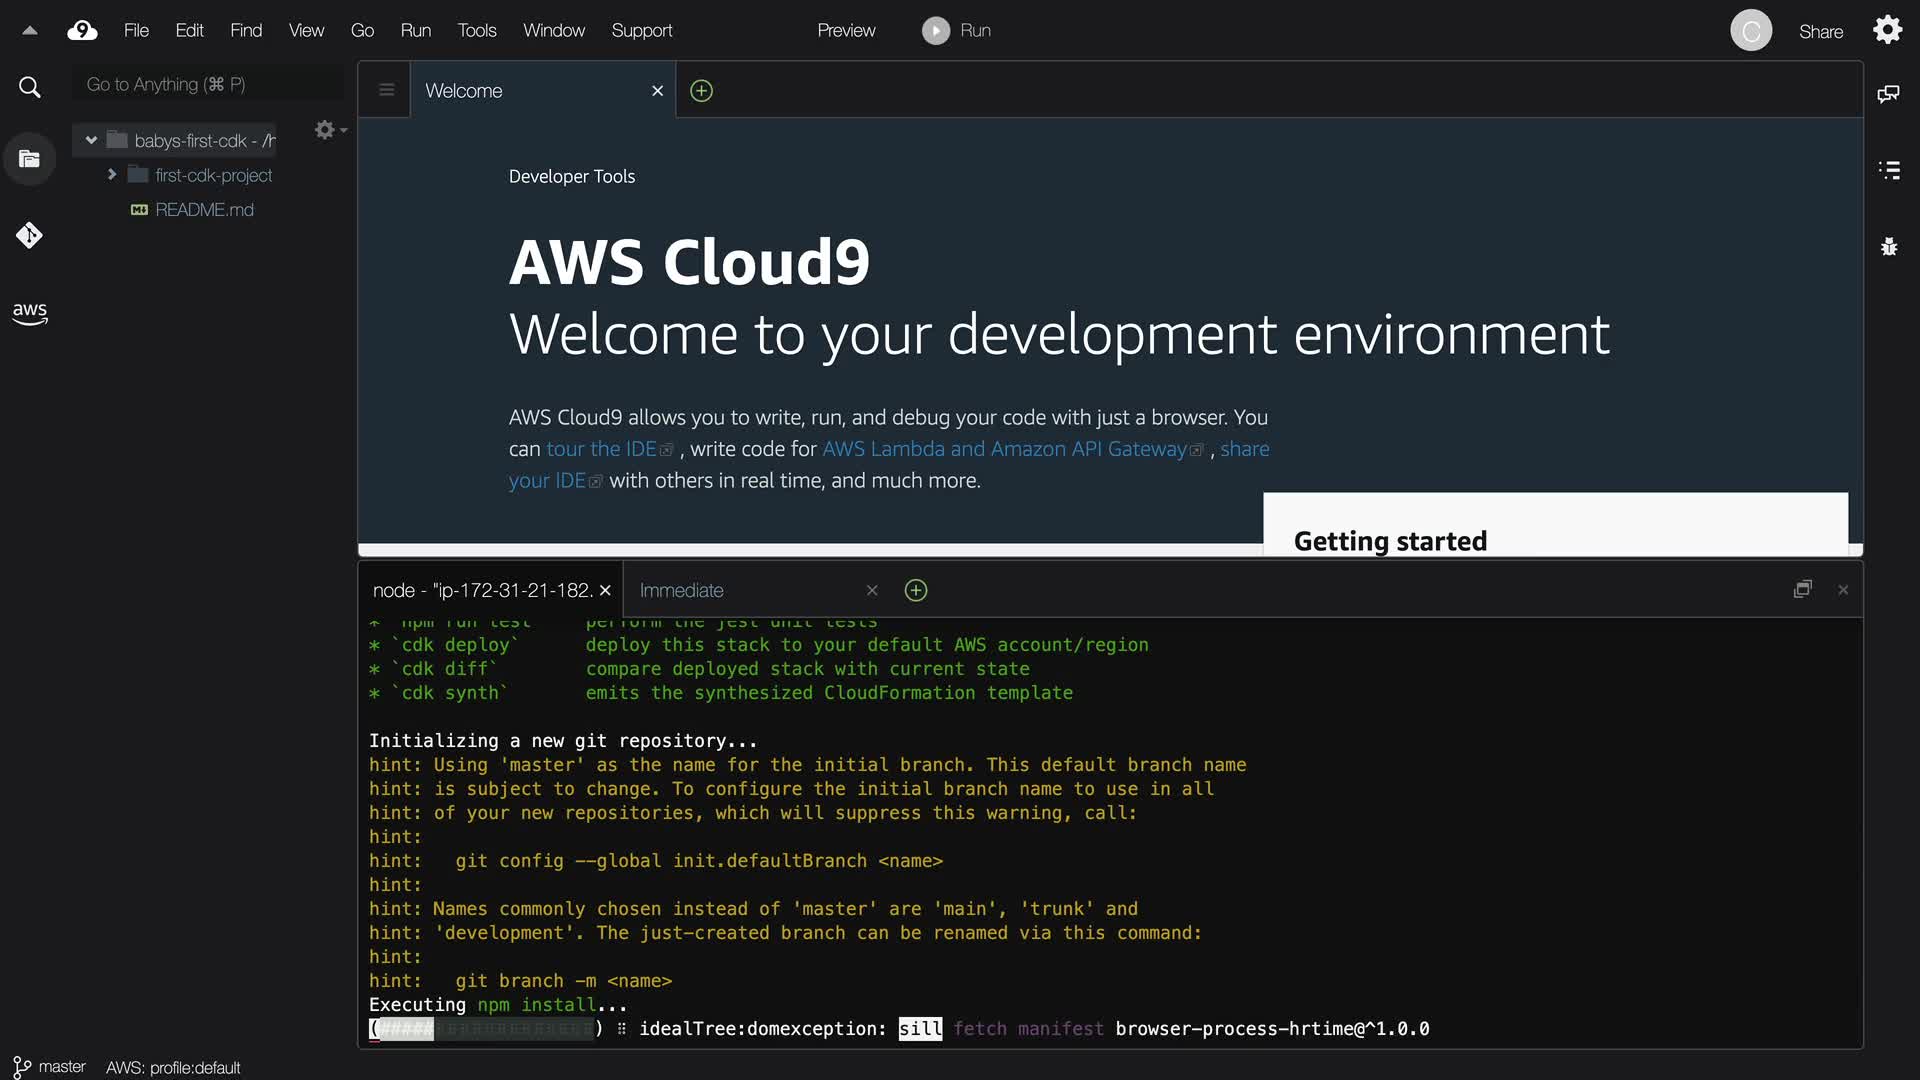 9 File Edit Find View Go Run Tools Window Support Preview Run C Share
Go to Anything (⌘ P)
babys-first-cdk - /h
first-cdk-project
README.md
aws
Welcome
Developer Tools
AWS Cloud9
Welcome to your development environment
AWS Cloud9 allows you to write, run, and debug your code with just a browser. You
can tour the IDE , write code for AWS Lambda and Amazon API Gateway , share
your IDE with others in real time, and much more.
Getting started
node - "ip-172-31-21-182. Immediate
* `npm run test` perform the jest unit tests
* `cdk deploy` deploy this stack to your default AWS account/region
* `cdk diff` compare deployed stack with current state
* `cdk synth` emits the synthesized CloudFormation template
Initializing a new git repository...
hint: Using 'master' as the name for the initial branch. This default branch name
hint: is subject to change. To configure the initial branch name to use in all
hint: of your new repositories, which will suppress this warning, call:
hint:
hint: git config --global init.defaultBranch <name>
hint:
hint: Names commonly chosen instead of 'master' are 'main', 'trunk' and
hint: 'development'. The just-created branch can be renamed via this command:
hint:
hint: git branch -m <name>
Executing npm install...
(#####) ⠿ idealTree:domexception: sill fetch manifest browser-process-hrtime@^1.0.0
master AWS: profile:default